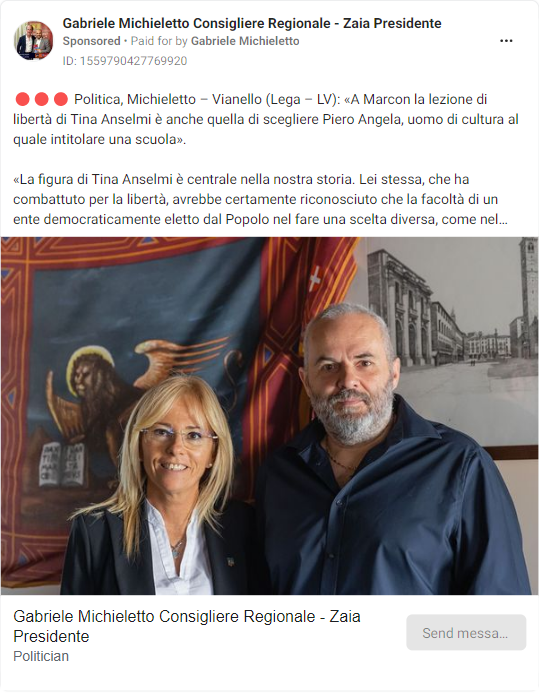 Gabriele Michieletto Consigliere Regionale - Zaia Presidente
Sponsored • Paid for by Gabriele Michieletto
ID: 1559790427769920
🔴🔴🔴 Politica, Michieletto – Vianello (Lega – LV): «A Marcon la lezione di
libertà di Tina Anselmi è anche quella di scegliere Piero Angela, uomo di cultura al
quale intitolare una scuola».
«La figura di Tina Anselmi è centrale nella nostra storia. Lei stessa, che ha
combattuto per la libertà, avrebbe certamente riconosciuto che la facoltà di un
ente democraticamente eletto dal Popolo nel fare una scelta diversa, come nel...
Gabriele Michieletto Consigliere Regionale - Zaia
Presidente
Politician
Send messa...